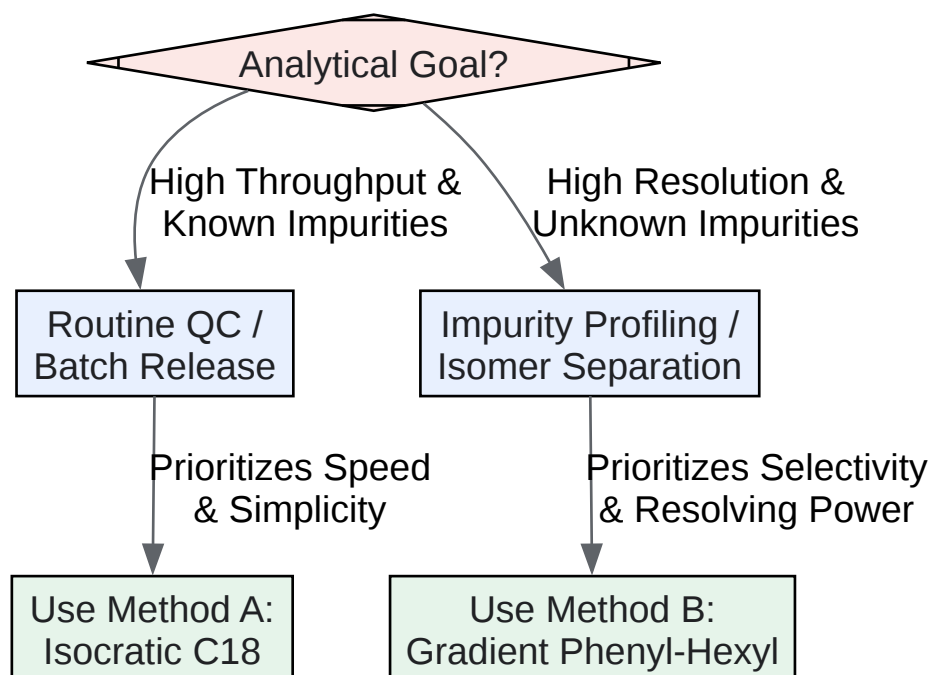 Analytical Goal?
High Throughput &
Known Impurities
High Resolution &
Unknown Impurities
Routine QC /
Batch Release
Impurity Profiling /
Isomer Separation
Prioritizes Speed
& Simplicity
Prioritizes Selectivity
& Resolving Power
Use Method A:
Isocratic C18
Use Method B:
Gradient Phenyl-Hexyl